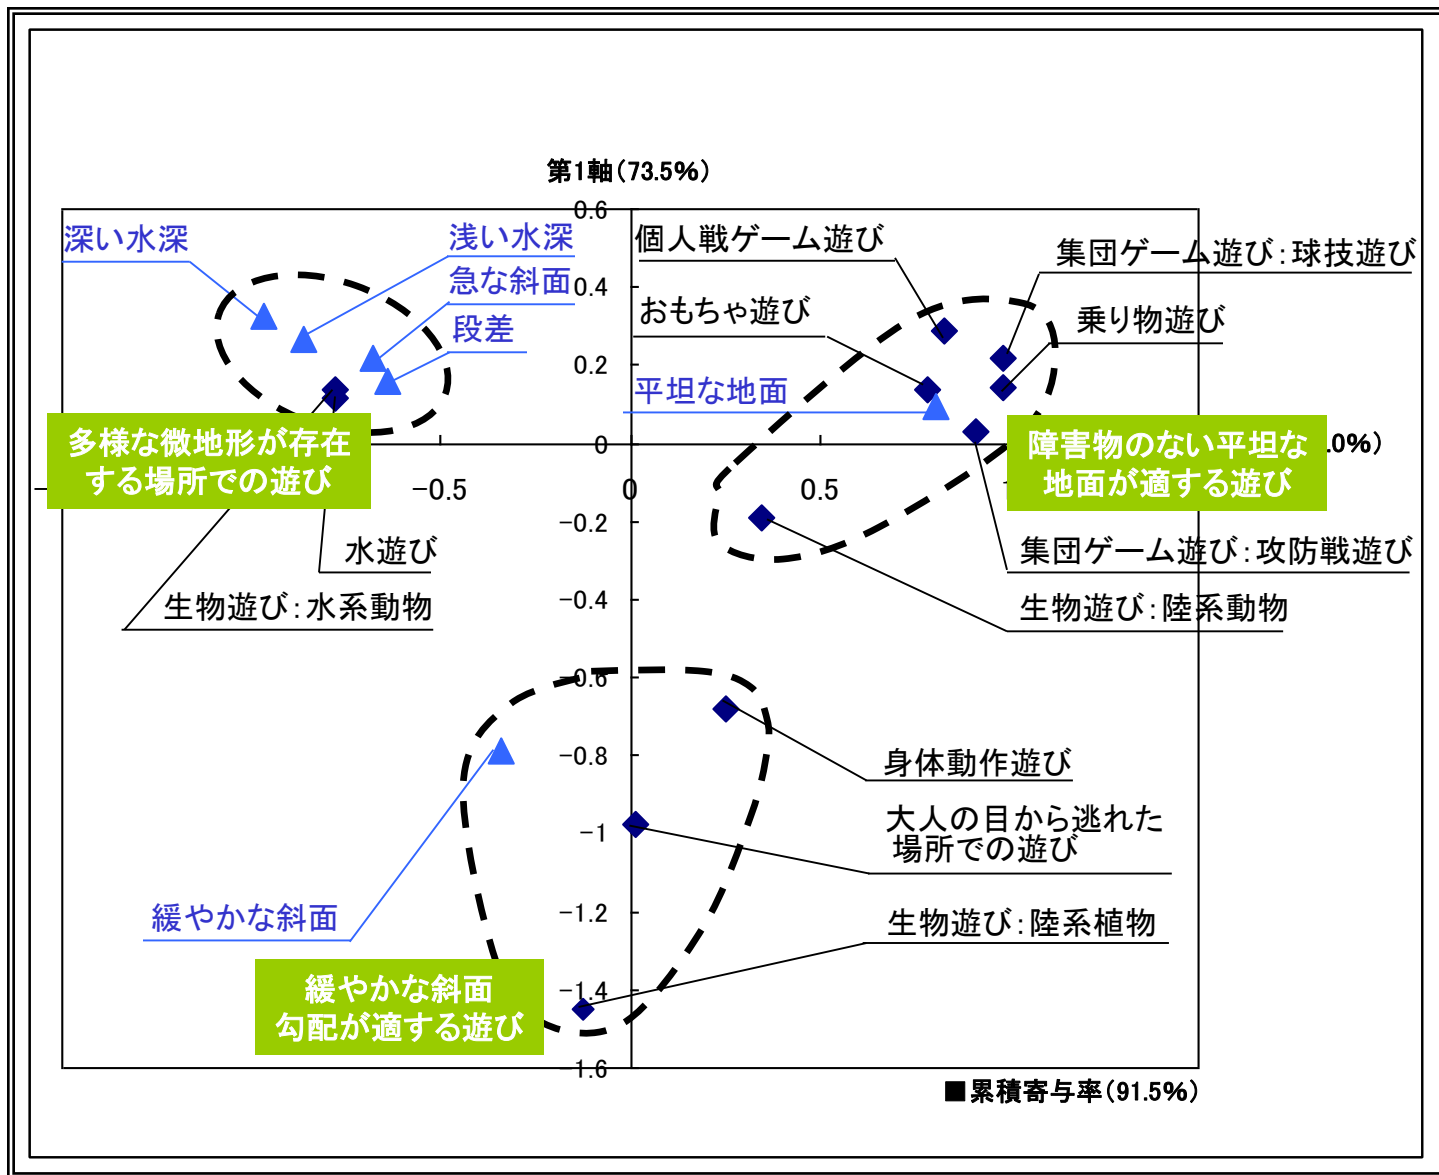 第1軸(73.5%)
0.6
深い水深
浅い水深
個人戦ゲーム遊び
集団ゲーム遊び:球技遊び
急な斜面
0.4
おもちゃ遊び
乗り物遊び
段差
0.2
平坦な地面
多様な微地形が存在
する場所での遊び
0
障害物のない平坦な
地面が適する遊び
.0%)
-0.5
0
0.5
-0.2
水遊び
集団ゲーム遊び:攻防戦遊び
生物遊び:水系動物
-0.4
生物遊び:陸系動物
-0.6
-0.8
身体動作遊び
-1
大人の目から逃れた
場所での遊び
緩やかな斜面
-1.2
生物遊び:陸系植物
緩やかな斜面
勾配が適する遊び
-1.4
-1.6
■累積寄与率(91.5%)